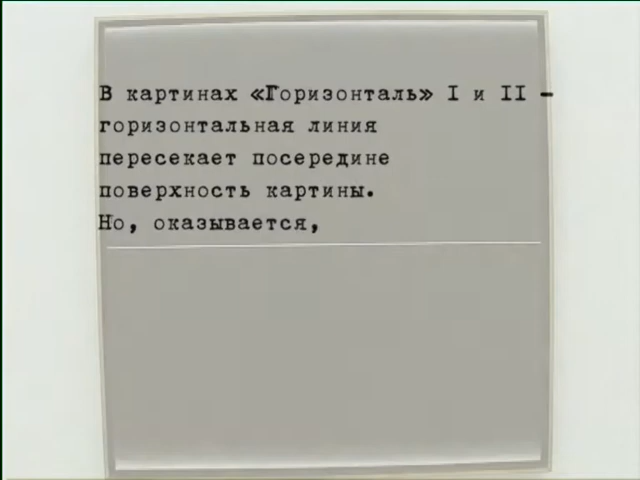 В картинах «Горизонталь» I и II –
горизонтальная линия
пересекает посередине
поверхность картины.
Но, оказывается,